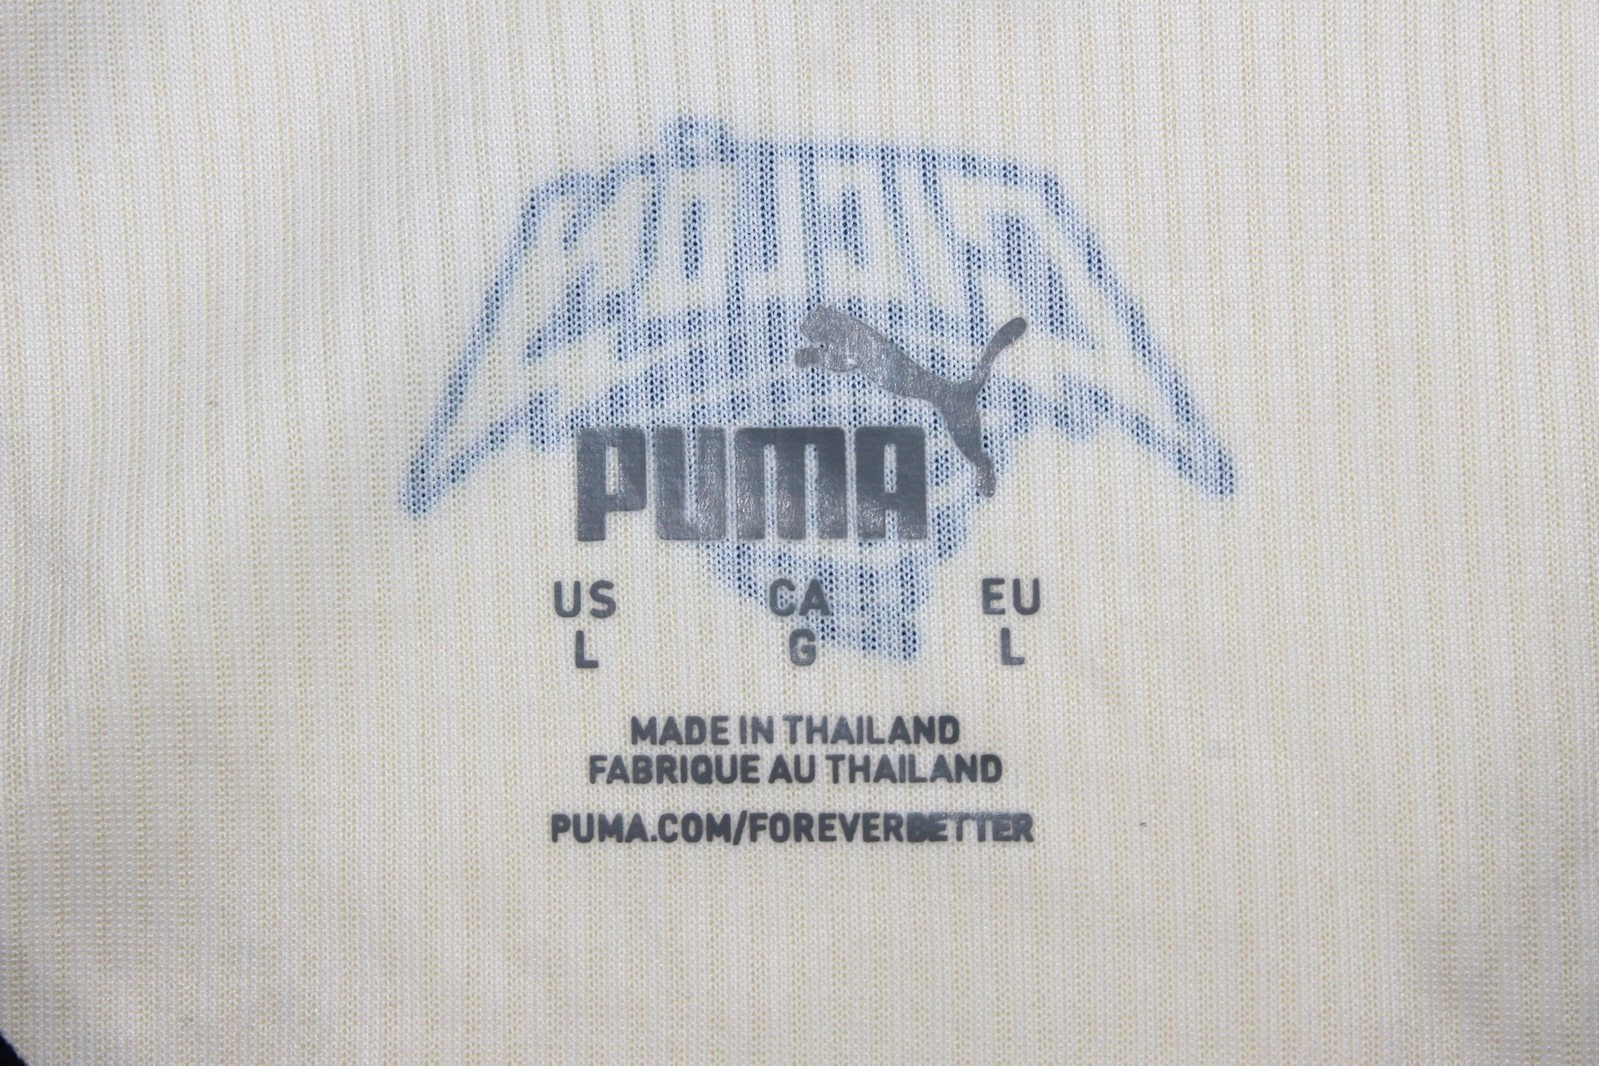 PUMA
US CA EU
L G L
MADE IN THAILAND
FABRIQUE AU THAILAND
PUMA.COM/FOREVERBETTER